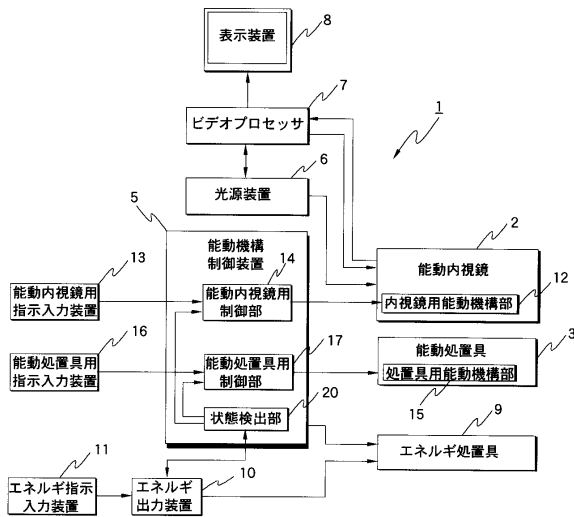 表示装置
8
7
ビデオプロセッサ
1
6
光源装置
5
2
能動機構
制御装置
能動内視鏡
13
14
12
能動内視鏡用
指示入力装置
能動内視鏡用
制御部
内視鏡用能動機構部
16
17
3
能動処置具用
指示入力装置
能動処置具用
制御部
能動処置具
処置具用能動機構部
15
20
9
状態検出部
エネルギ処置具
11
10
エネルギ指示
入力装置
エネルギ
出力装置